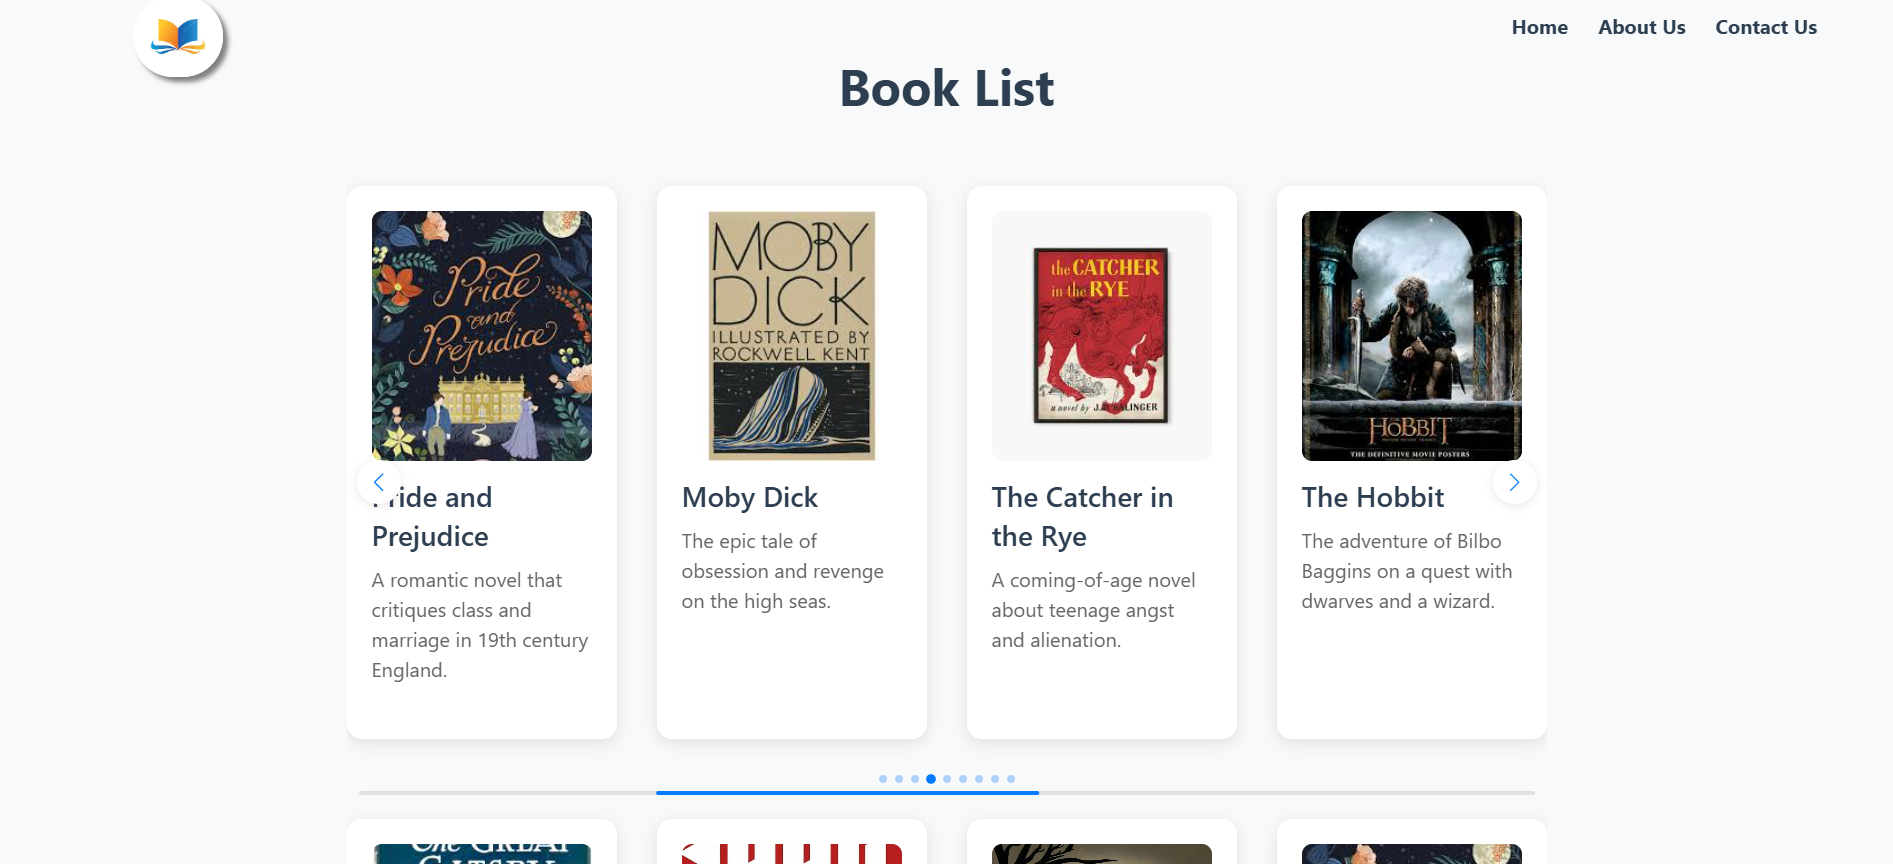 Home About Us Contact Us
Book List
Pride
and
Prejudice
MOBY
DICK
ILLUSTRATED BY
ROCKWELL KENT
the CATCHER
in the RYE
a novel by J.D. SALINGER
THE
HOBBIT
THE DEFINITIVE MOVIE POSTERS
Pride and
Prejudice
A romantic novel that
critiques class and
marriage in 19th century
England.
Moby Dick
The epic tale of
obsession and revenge
on the high seas.
The Catcher in
the Rye
A coming-of-age novel
about teenage angst
and alienation.
The Hobbit
The adventure of Bilbo
Baggins on a quest with
dwarves and a wizard.
The GREAT
GATSBY